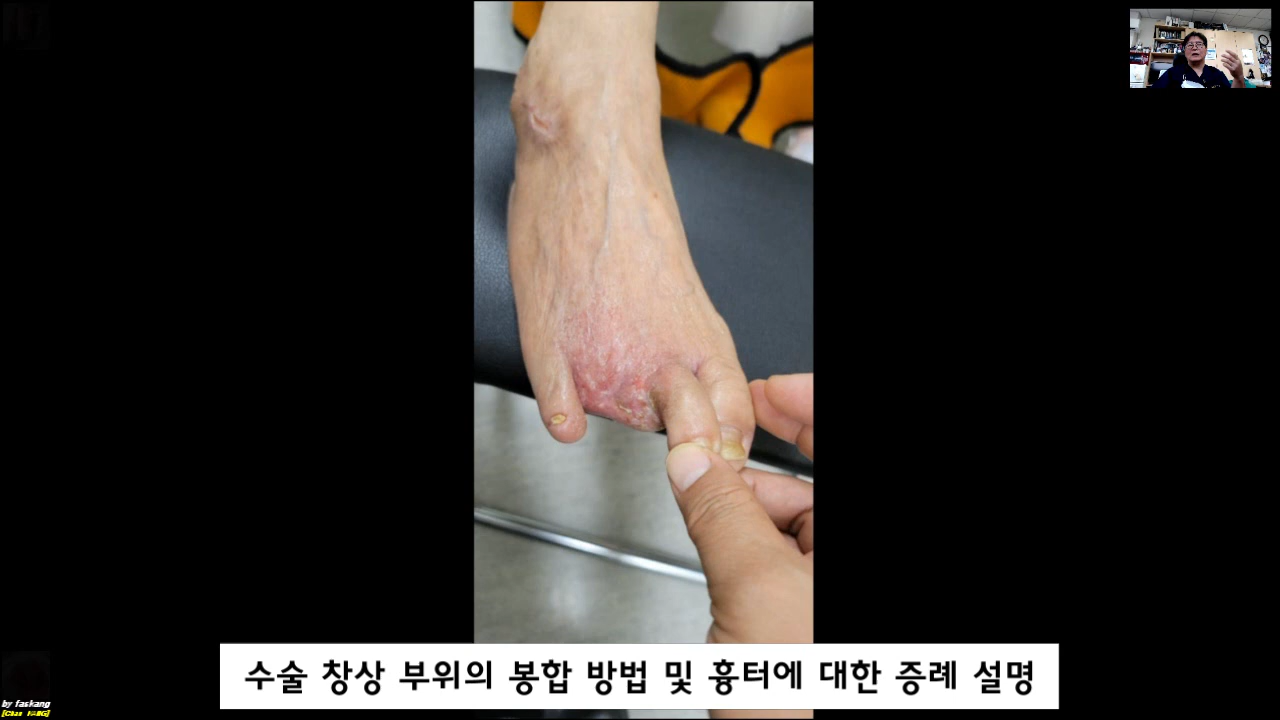 수술 창상 부위의 봉합 방법 및 흉터에 대한 증례 설명
by faskang